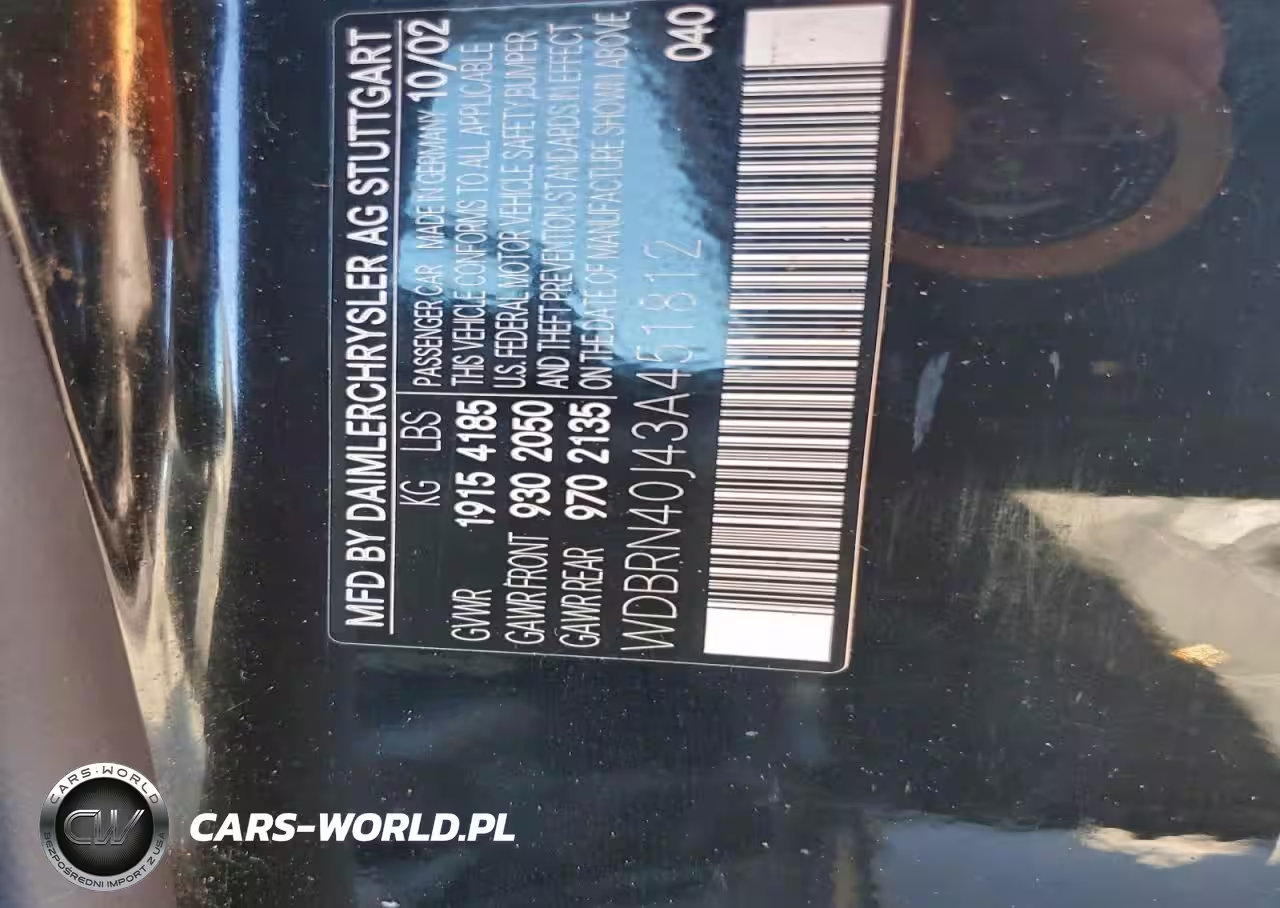 MFD BY DAIMLERCHRYSLER AG STUTTGART
KG LBS PASSENGER CAR MADE IN GERMANY 10/02
GVWR 1915 4185 THIS VEHICLE CONFORMS TO ALL APPLICABLE
U.S. FEDERAL MOTOR VEHICLE SAFETY, BUMPER
GAWR FRONT 930 2050 AND THEFT PREVENTION STANDARDS IN EFFECT
GAWR REAR 970 2135 ON THE DATE OF MANUFACTURE SHOWN ABOVE
WDBRN40J43A451812 040
CARS-WORLD
CW
BEZPOŚREDNI IMPORT Z USA
CARS-WORLD.PL